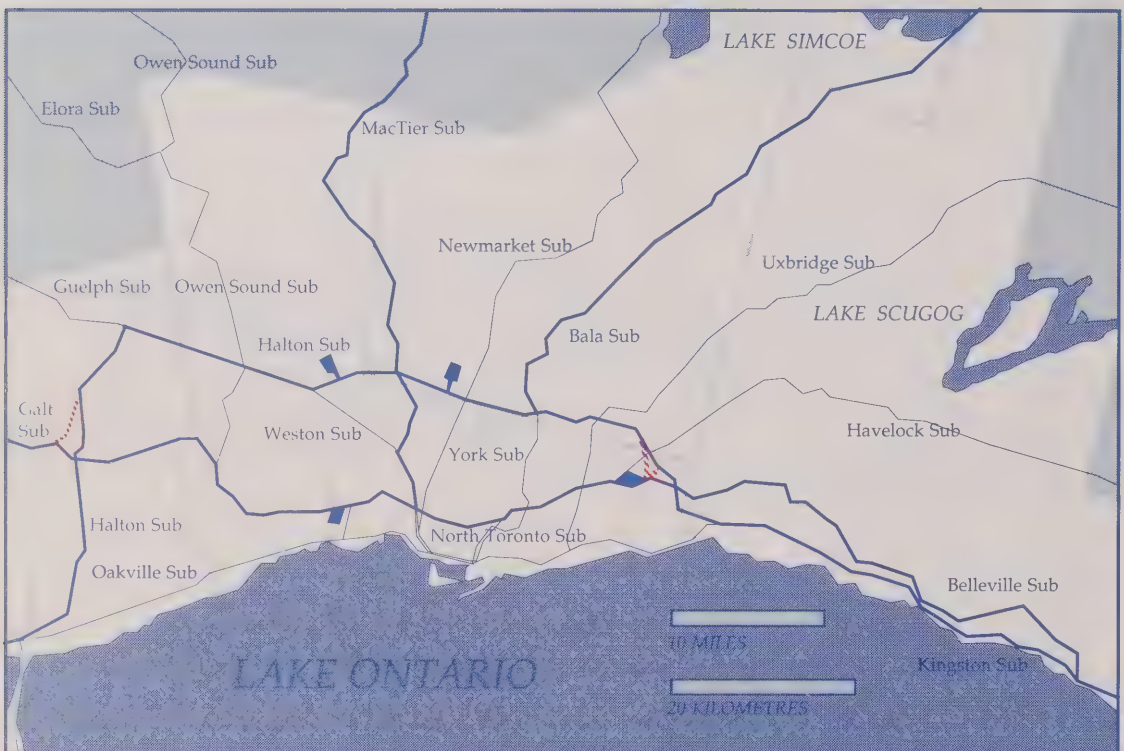 LAKE SIMCOE
Owen Sound Sub
Elora Sub
MacTier Sub
Newmarket Sub
Uxbridge Sub
Guelph Sub
Owen Sound Sub
LAKE SCUGOG
Halton Sub
Bala Sub
Galt
Sub
Weston Sub
York Sub
Havelock Sub
Halton Sub
North Toronto Sub
Oakville Sub
Belleville Sub
10 MILES
Kingston Sub
LAKE ONTARIO
20 KILOMETRES